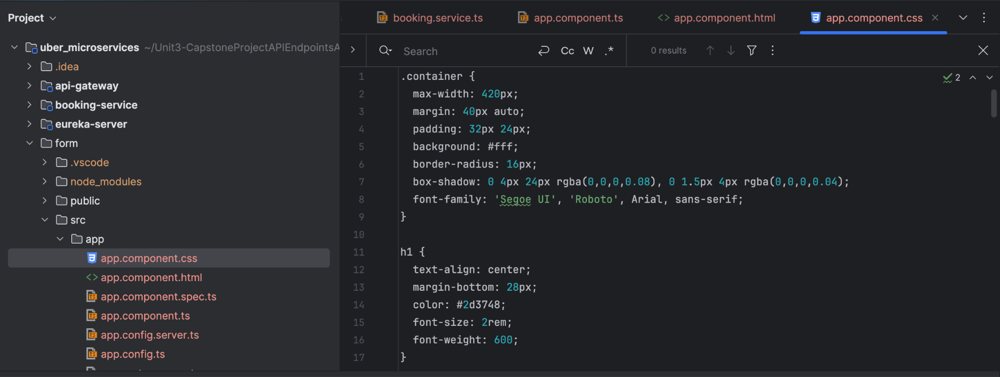 Project
uber_microservices ~/Unit3-CapstoneProjectAPIEndpointsA
.idea
api-gateway
booking-service
eureka-server
form
.vscode
node_modules
public
src
app
app.component.css
app.component.html
app.component.spec.ts
app.component.ts
app.config.server.ts
app.config.ts
booking.service.ts app.component.ts app.component.html app.component.css
Search Cc W .* 0 results
2
1 .container {
2 max-width: 420px;
3 margin: 40px auto;
4 padding: 32px 24px;
5 background: #fff;
6 border-radius: 16px;
7 box-shadow: 0 4px 24px rgba(0,0,0,0.08), 0 1.5px 4px rgba(0,0,0,0.04);
8 font-family: 'Segoe UI', 'Roboto', Arial, sans-serif;
9 }
10
11 h1 {
12 text-align: center;
13 margin-bottom: 28px;
14 color: #2d3748;
15 font-size: 2rem;
16 font-weight: 600;
17 }